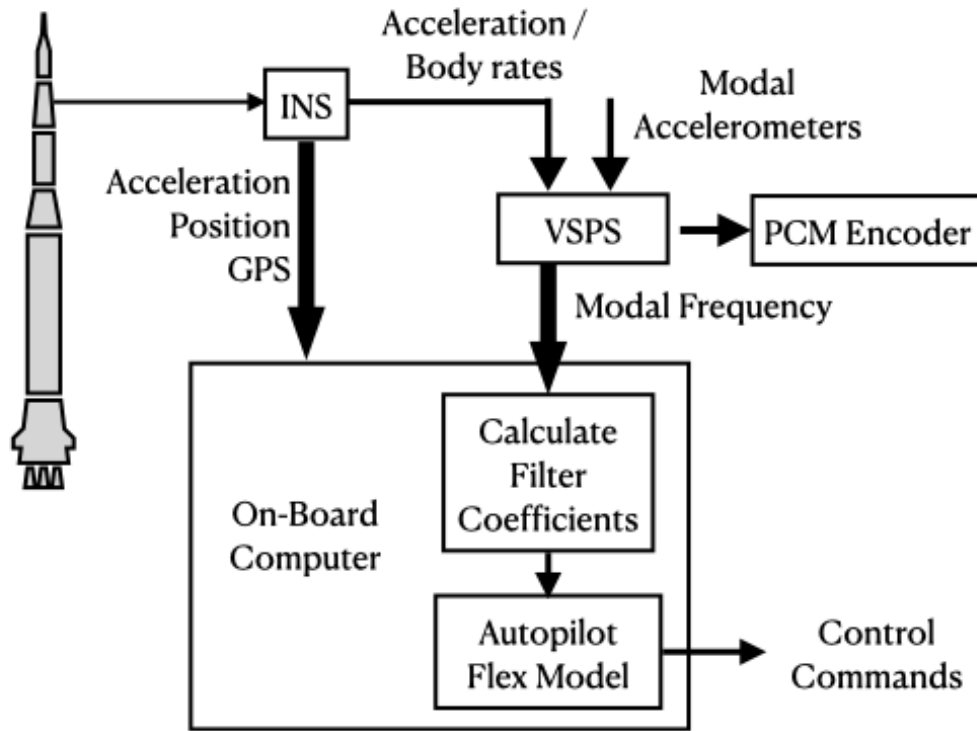 Acceleration /
Body rates
INS
Modal
Accelerometers
Acceleration
Position
GPS
VSPS
PCM Encoder
Modal Frequency
Calculate
Filter
Coefficients
On-Board
Computer
Autopilot
Flex Model
Control
Commands